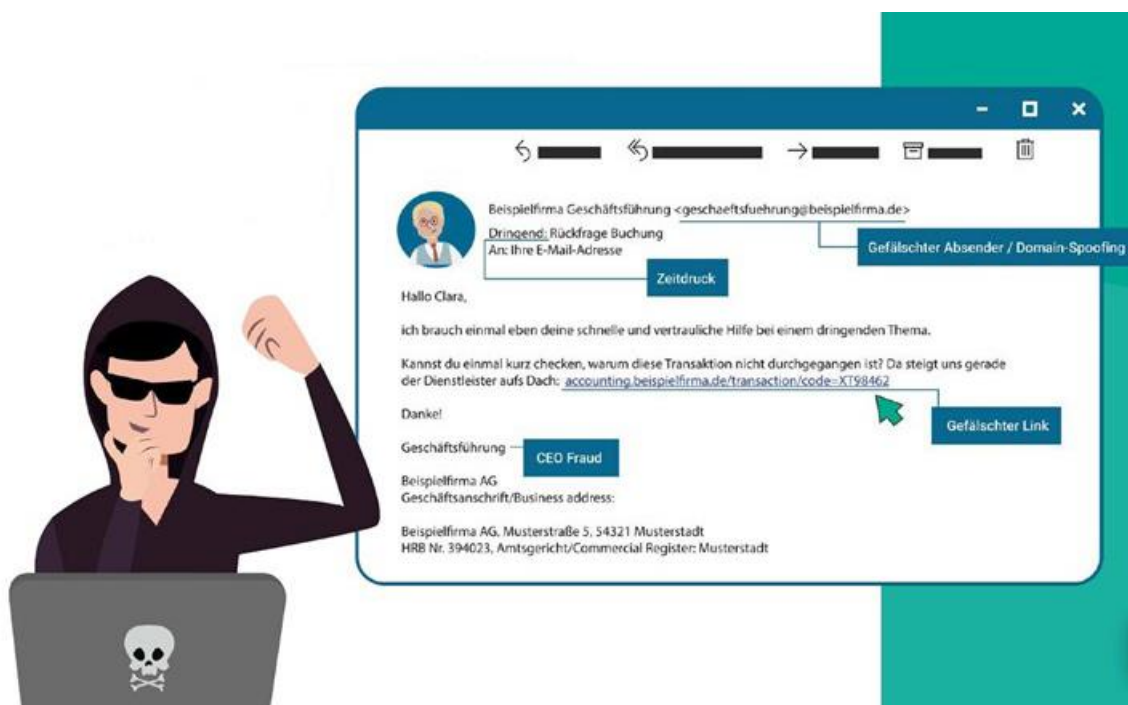 Beispielfirma Geschäftsführung <geschaeftsfuehrung@beispielfirma.de>
Gefälschter Absender / Domain-Spoofing
Dringend: Rückfrage Buchung
An: Ihre E-Mail-Adresse
Zeitdruck
Hallo Clara,
ich brauch einmal eben deine schnelle und vertrauliche Hilfe bei einem dringenden Thema.
Kannst du einmal kurz checken, warum diese Transaktion nicht durchgegangen ist? Da steigt uns gerade
der Dienstleister aufs Dach: accounting.beispielfirma.de/transaction/code=XT98462
Gefälschter Link
Danke!
Geschäftsführung
CEO Fraud
Beispielfirma AG
Geschäftsanschrift/Business address:
Beispielfirma AG, Musterstraße 5, 54321 Musterstadt
HRB Nr. 394023, Amtsgericht/Commercial Register: Musterstadt